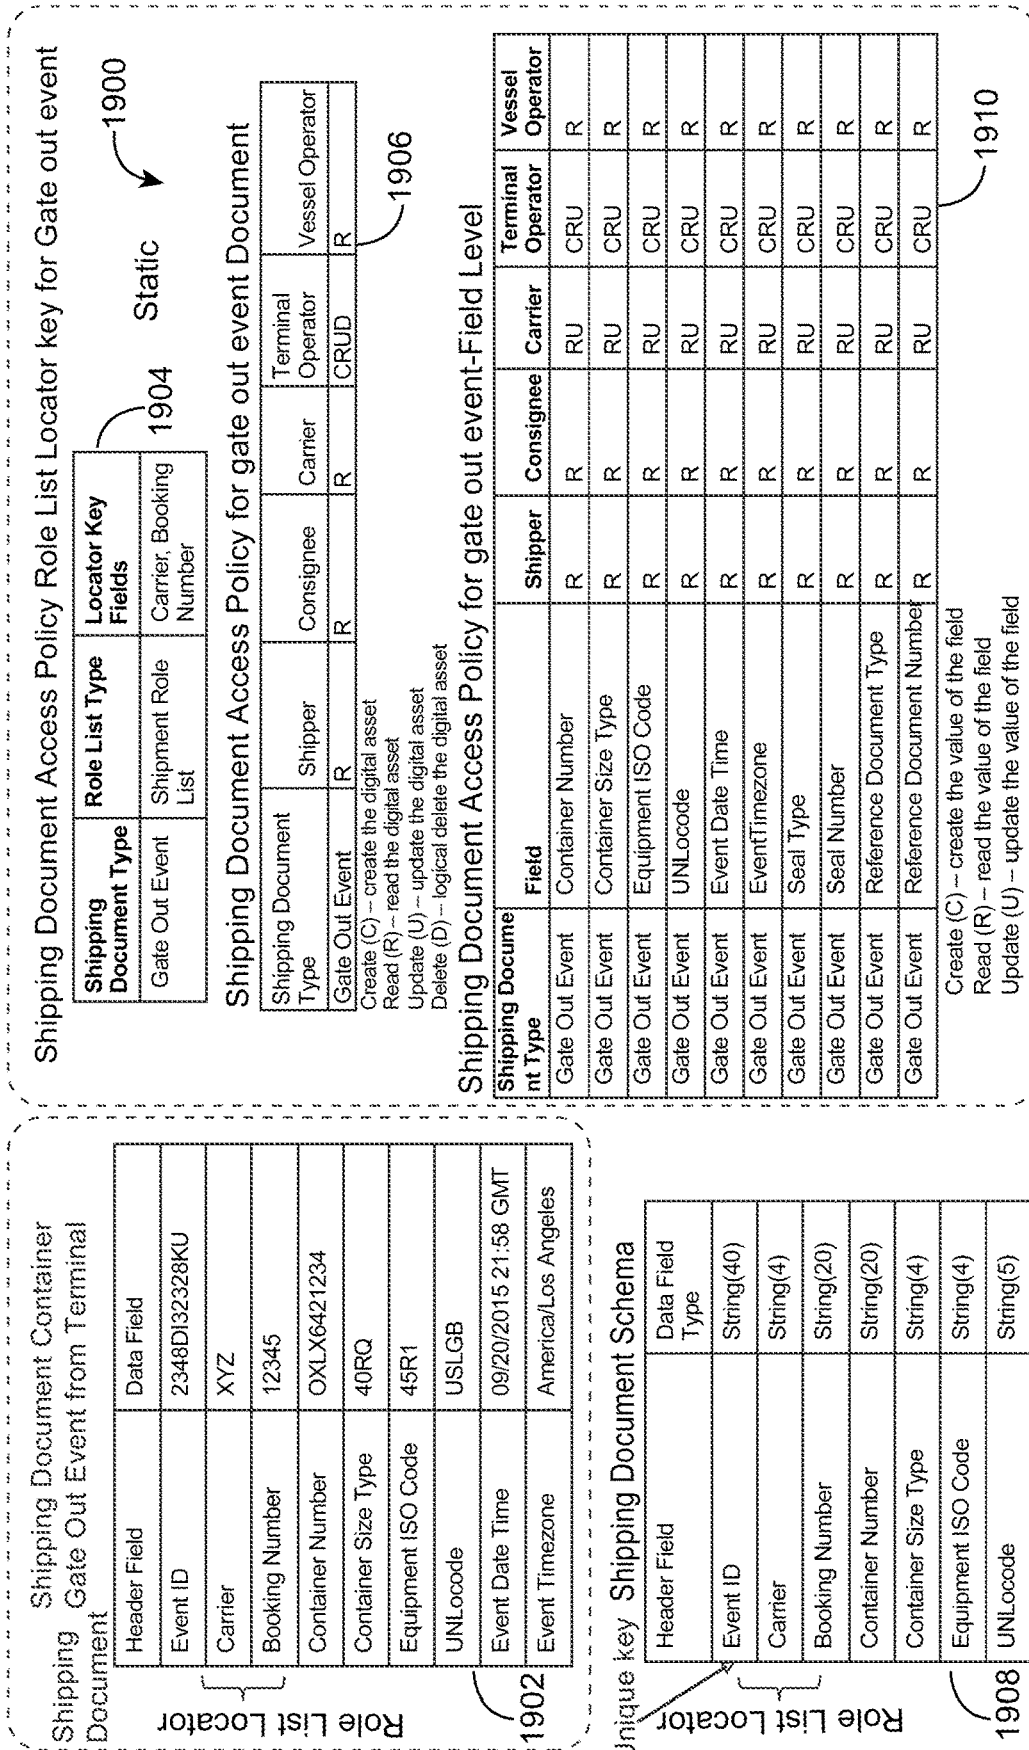 Shipping Document Container
Shipping Gate Out Event from Terminal
Document
Header Field Data Field
Event ID 2348DI32328KU
Carrier XYZ
Booking Number 12345
Container Number OXLX6421234
Container Size Type 40RQ
Equipment ISO Code 45R1
UNLocode USLGB
Event Date Time 09/20/2015 21:58 GMT
Event Timezone America/Los Angeles
Role List Locator
1902
Shipping Document Access Policy Role List Locator key for Gate out event
1900
Static
Shipping Document Type Role List Type Locator Key Fields
Gate Out Event Shipment Role List Carrier, Booking Number
1904
Shipping Document Access Policy for gate out event Document
Shipping Document Type Shipper Consignee Carrier Terminal Operator Vessel Operator
Gate Out Event R R R CRUD R
1906
Create (C) – create the digital asset
Read (R) – read the digital asset
Update (U) – update the digital asset
Delete (D) – logical delete the digital asset
Shipping Document Access Policy for gate out event-Field Level
Shipping Docume nt Type Field Shipper Consignee Carrier Terminal Operator Vessel Operator
Gate Out Event Container Number R R RU CRU R
Gate Out Event Container Size Type R R RU CRU R
Gate Out Event Equipment ISO Code R R RU CRU R
Gate Out Event UNLocode R R RU CRU R
Gate Out Event Event Date Time R R RU CRU R
Gate Out Event EventTimezone R R RU CRU R
Gate Out Event Seal Type R R RU CRU R
Gate Out Event Seal Number R R RU CRU R
Gate Out Event Reference Document Type R R RU CRU R
Gate Out Event Reference Document Number R R RU CRU R
1910
Create (C) – create the value of the field
Read (R) – read the value of the field
Update (U) – update the value of the field
Unique key Shipping Document Schema
Header Field Data Field Type
Event ID String(40)
Carrier String(4)
Booking Number String(20)
Container Number String(20)
Container Size Type String(4)
Equipment ISO Code String(4)
UNLocode String(5)
Role List Locator
1908